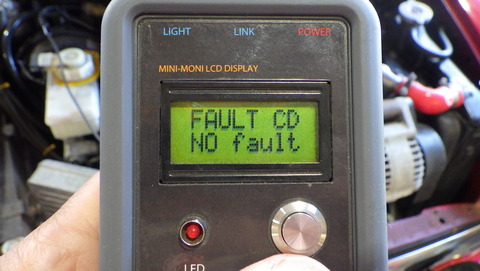 LIGHT LINK POWER
MINI-MONI LCD DISPLAY
FAULT CD
NO fault
LED